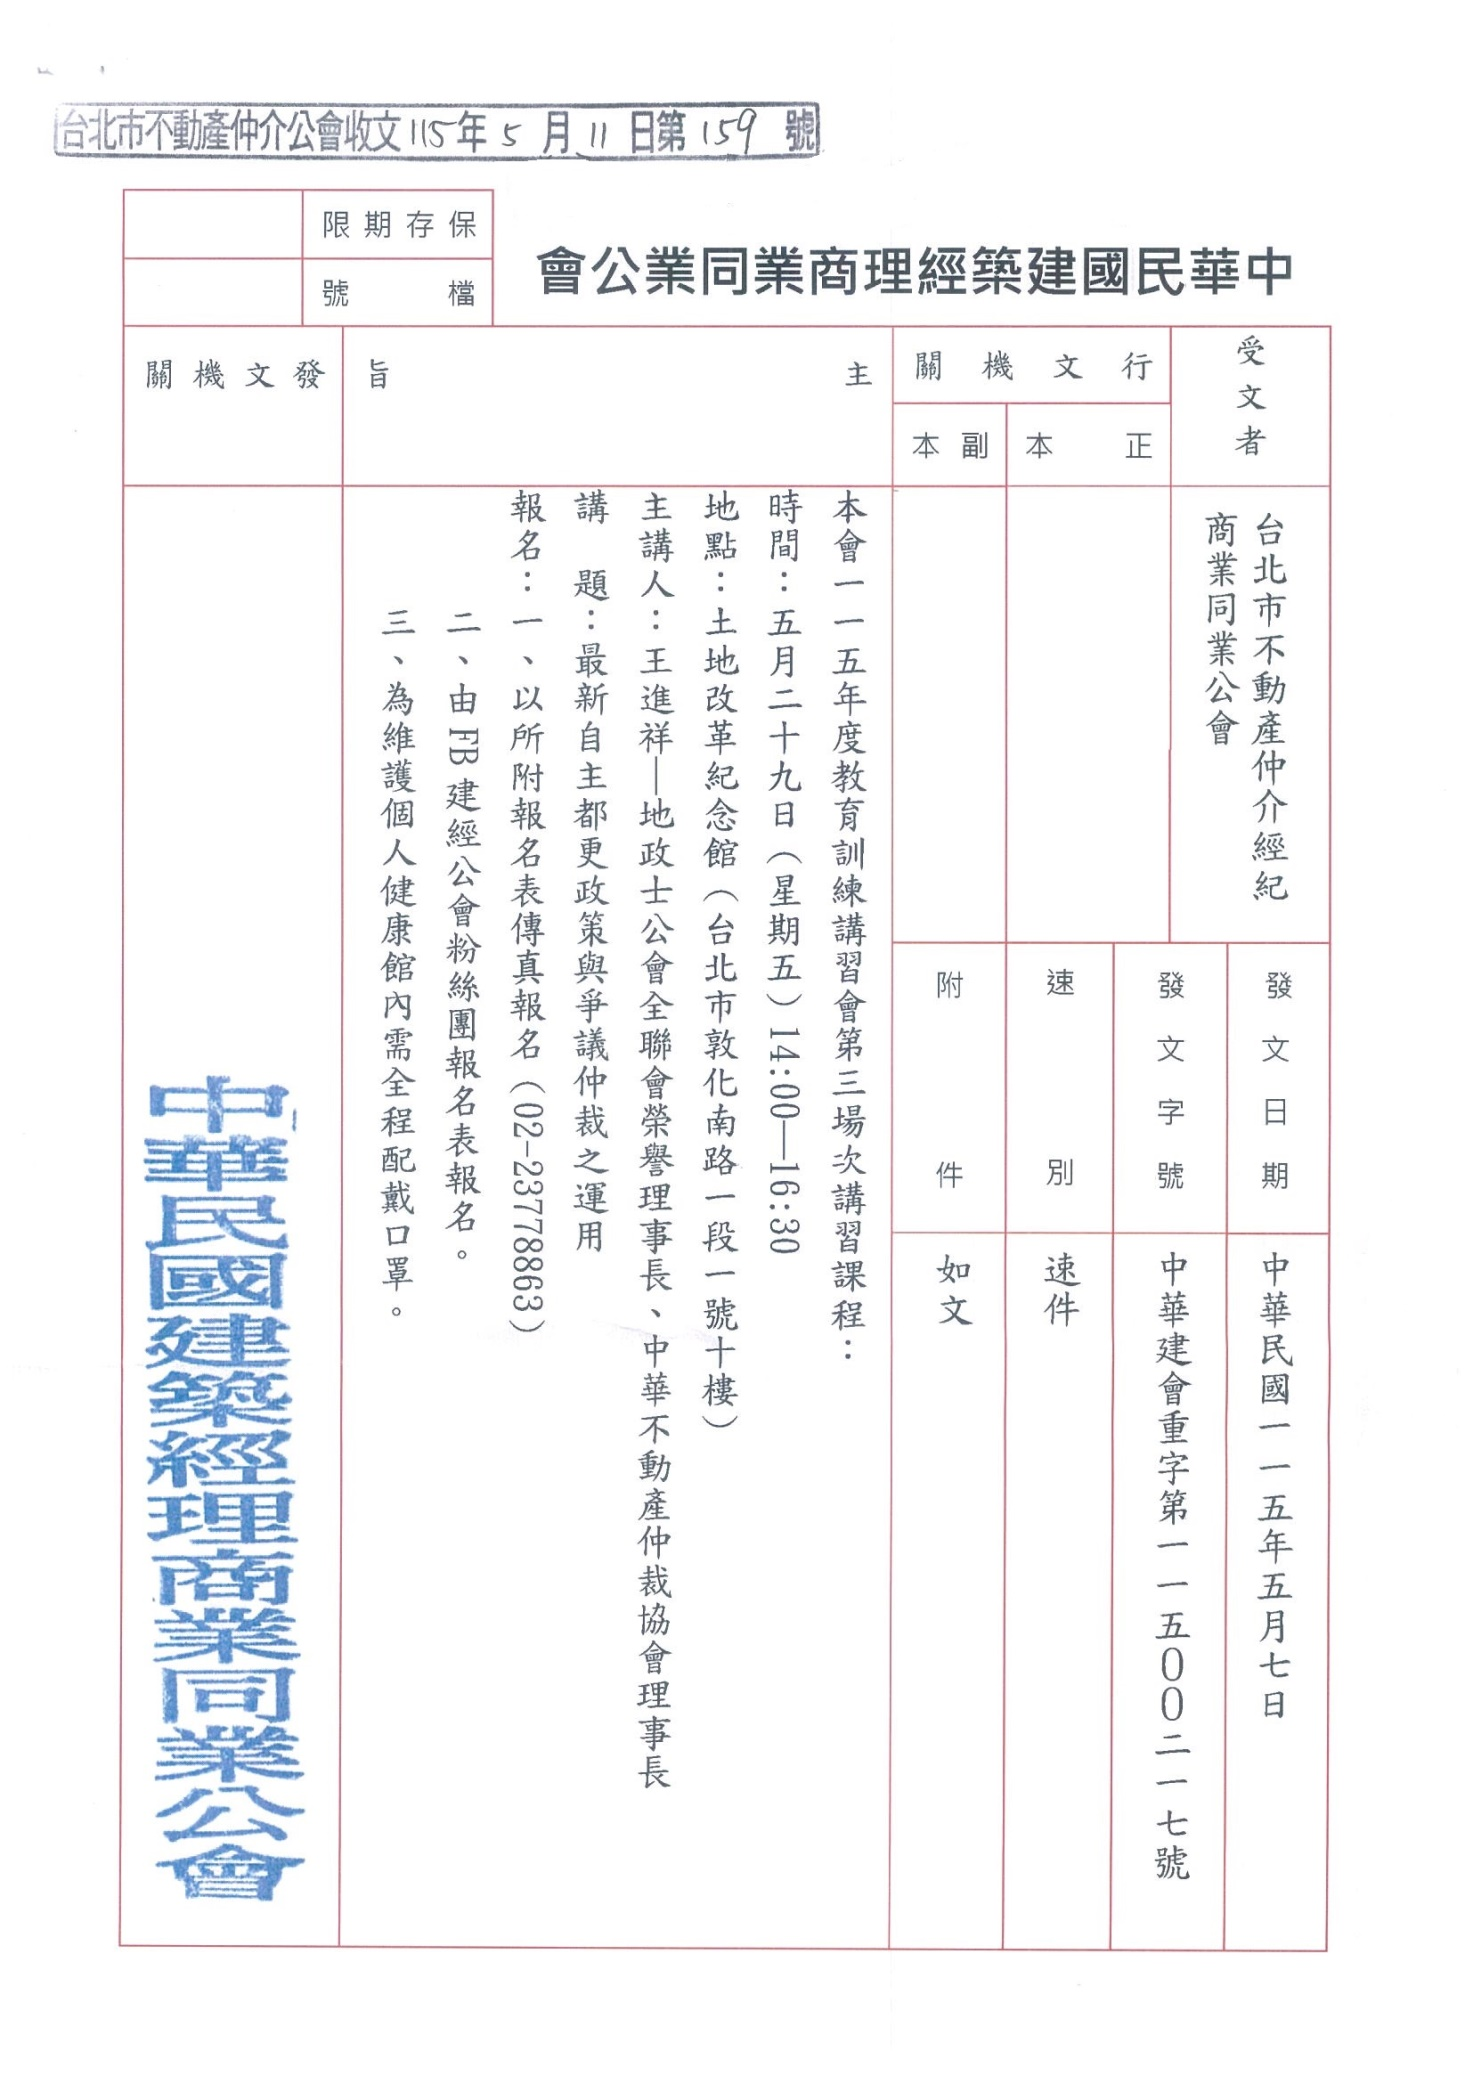 台北市不動產仲介公會收文115年5月11日第159號
中華民國建築經理商業同業公會
保存期限
檔號
受文者
台北市不動產仲介經紀
商業同業公會
行文機關
正本
副本
發文日期
中華民國一一五年五月七日
發文字號
中華建會重字第一一五00二一七號
速別
速件
附件
如文
主旨
本會一一五年度教育訓練講習會第三場次講習課程：
時間：五月二十九日（星期五）14:00—16:30
地點：土地改革紀念館（台北市敦化南路一段一號十樓）
主講人：王進祥—地政士公會全聯會榮譽理事長、中華不動產仲裁協會理事長
講　題：最新自主都更政策與爭議仲裁之運用
報名：一、以所附報名表傳真報名（02-23778863）
二、由FB建經公會粉絲團報名表報名。
三、為維護個人健康館內需全程配戴口罩。
發文機關
中華民國建築經理商業同業公會